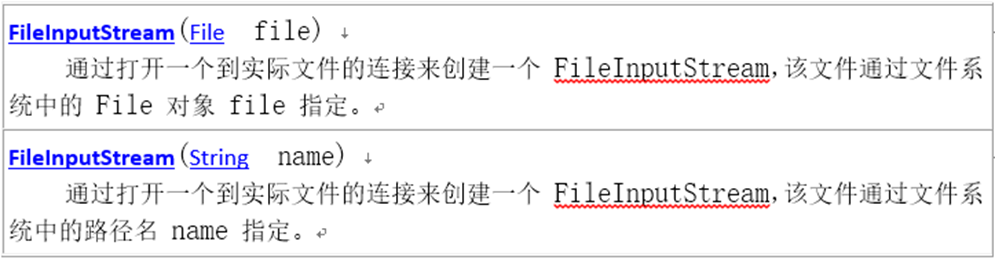 FileInputStream(File file) ↓
通过打开一个到实际文件的连接来创建一个 FileInputStream,该文件通过文件系
统中的 File 对象 file 指定。↵
FileInputStream(String name) ↓
通过打开一个到实际文件的连接来创建一个 FileInputStream,该文件通过文件系
统中的路径名 name 指定。↵